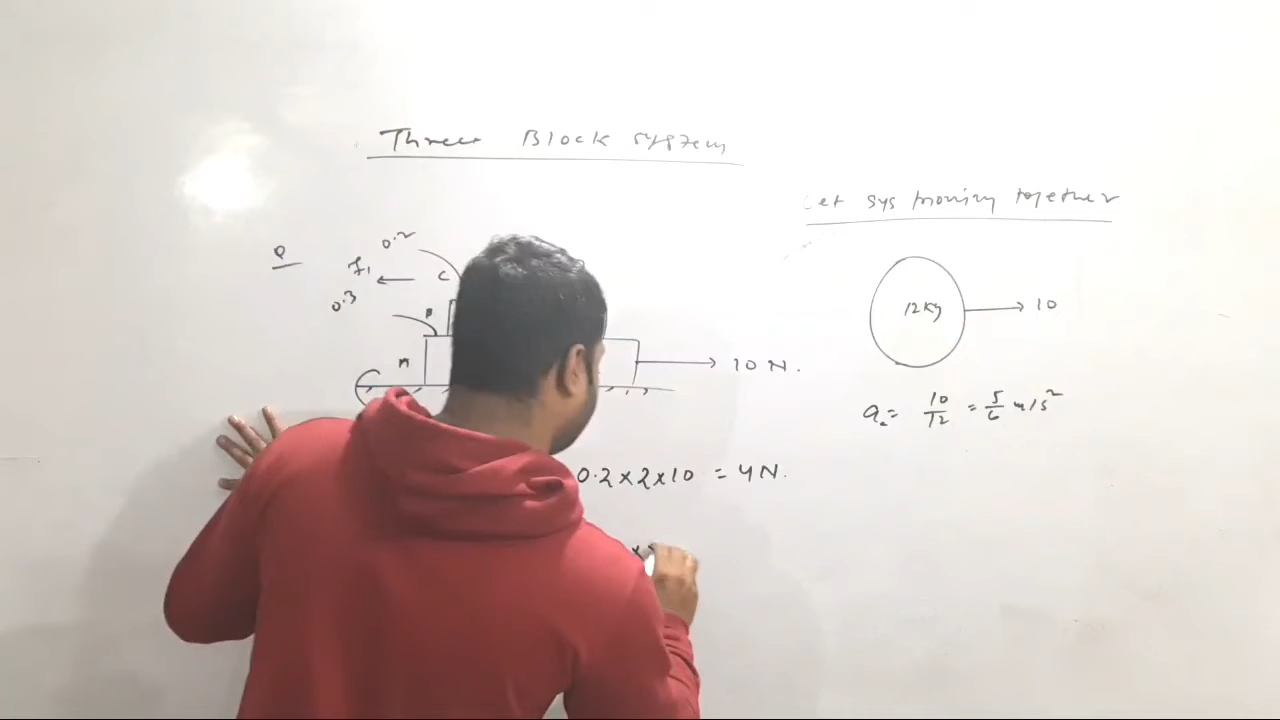 Three Block system
Let sys moving together
Q
0.2
f1
C
0.3
B
A
10 N.
12Kg
10
a = 10/12 = 5/6 m/s²
0.2×2×10 = 4N.
×